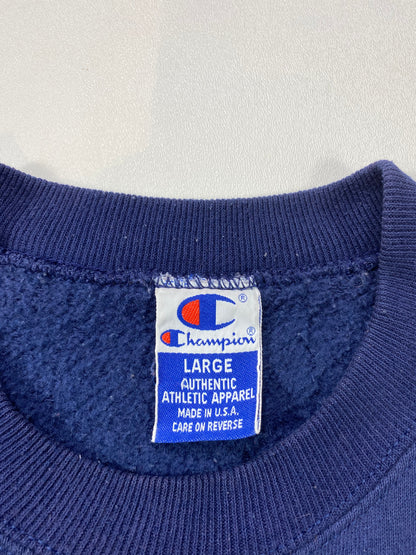 ®
Champion®
LARGE
AUTHENTIC
ATHLETIC APPAREL
MADE IN U.S.A.
CARE ON REVERSE